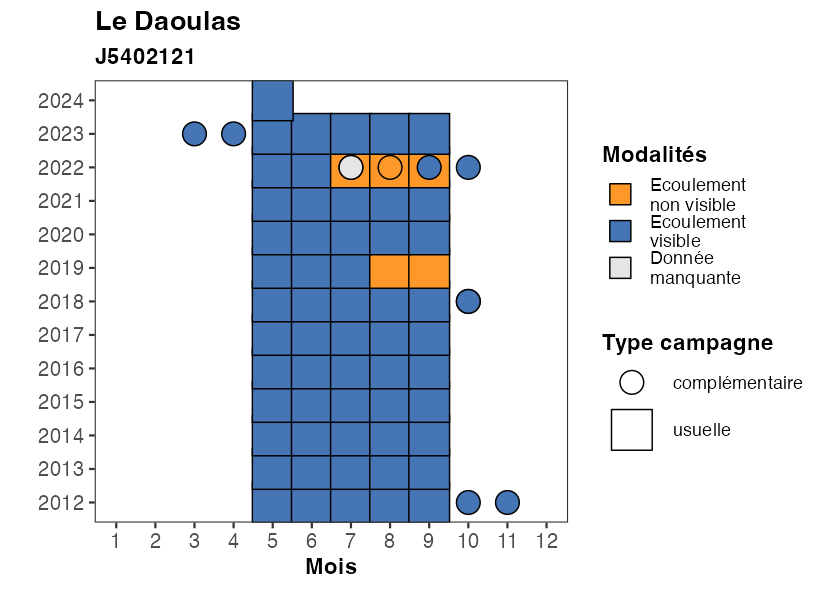 Le Daoulas
J5402121
2024
2023
2022
2021
2020
2019
2018
2017
2016
2015
2014
2013
2012
1 2 3 4 5 6 7 8 9 10 11 12
Mois
Modalités
Ecoulement
non visible
Ecoulement
visible
Donnée
manquante
Type campagne
complémentaire
usuelle